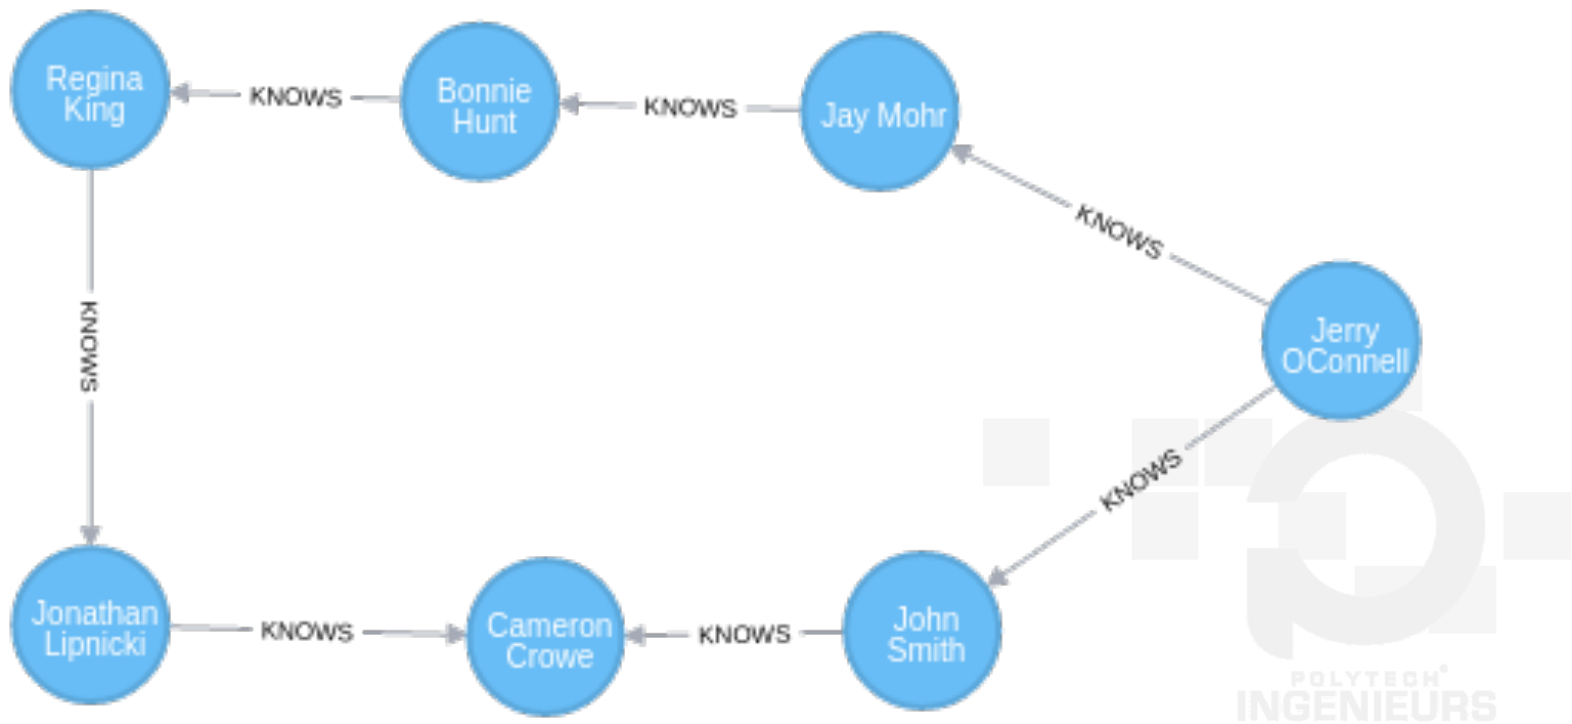 Regina
King
KNOWS
Bonnie
Hunt
KNOWS
Jay Mohr
KNOWS
Jerry
OConnell
KNOWS
KNOWS
Jonathan
Lipnicki
KNOWS
Cameron
Crowe
KNOWS
John
Smith
POLYTECH®
INGENIEURS